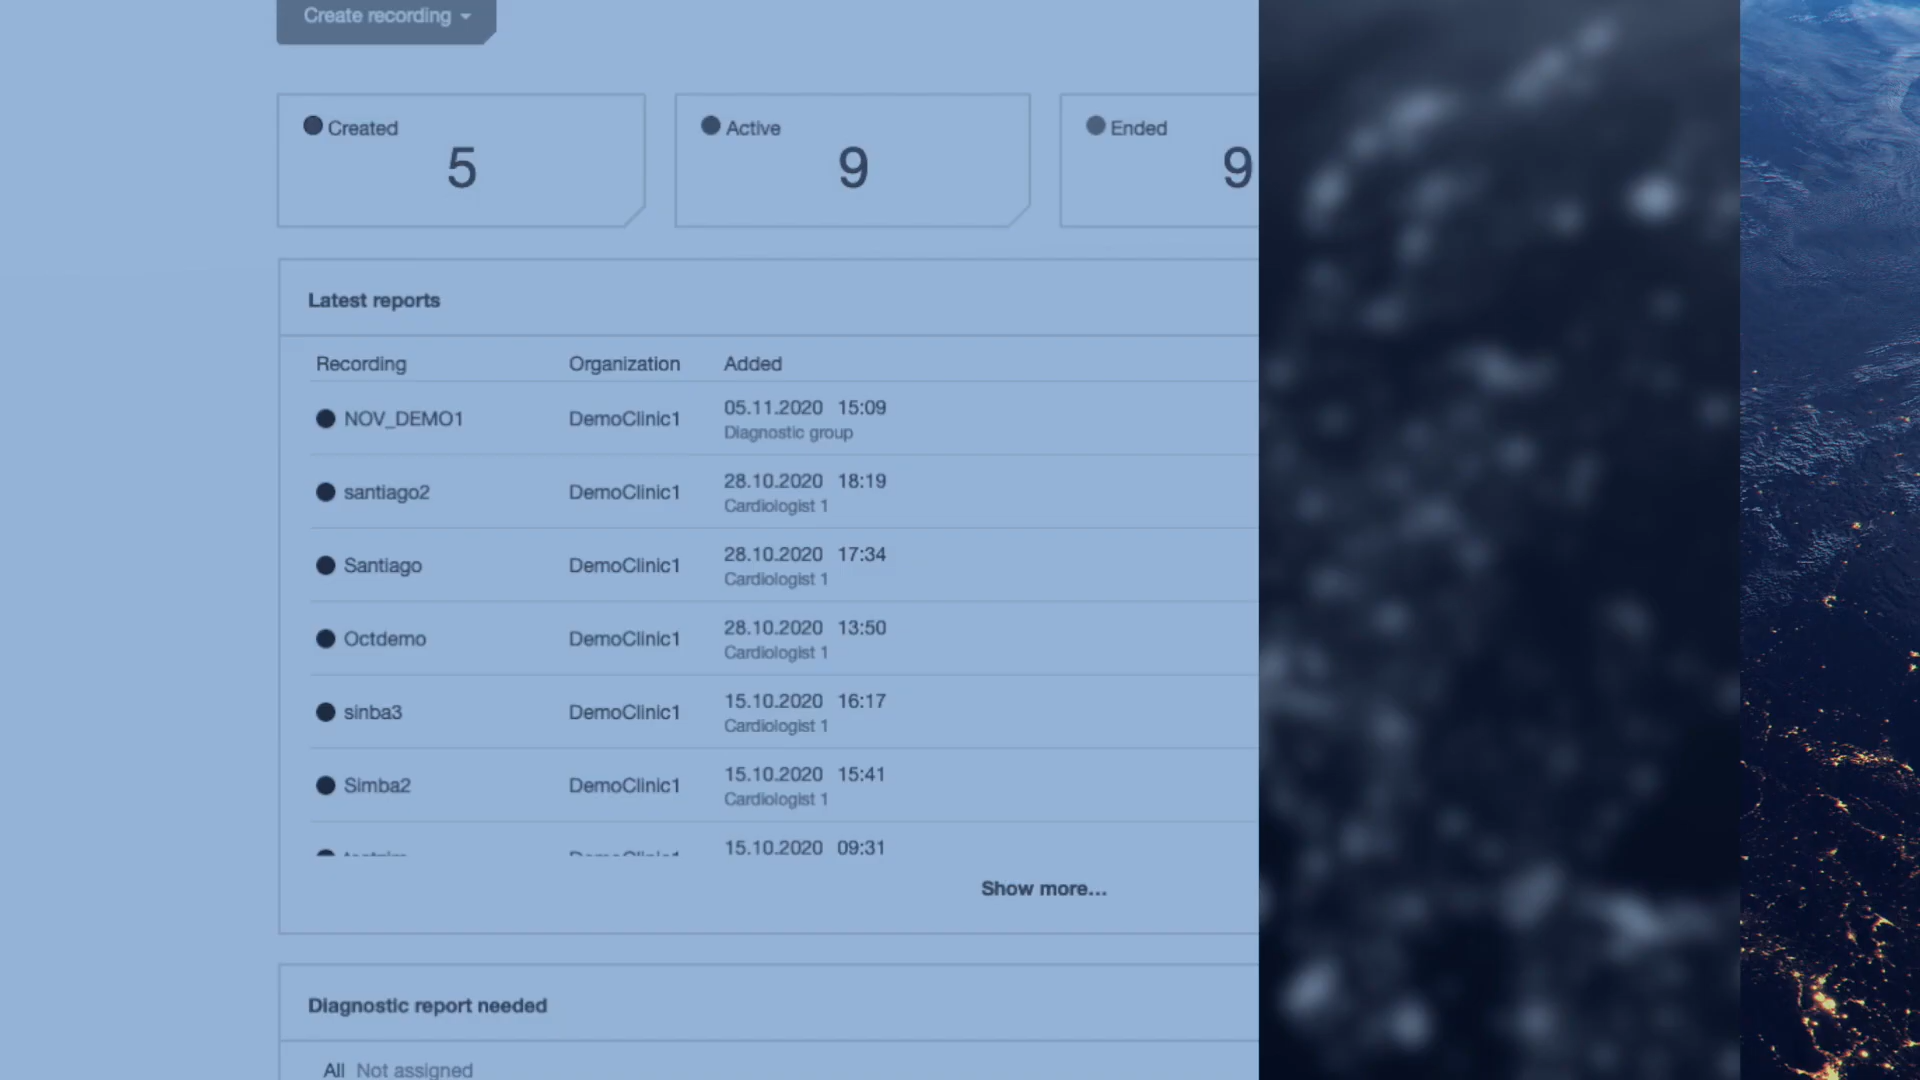 Create recording
Created
5
Active
9
Ended
9
Latest reports
Recording Organization Added
NOV_DEMO1 DemoClinic1 05.11.2020 15:09
Diagnostic group
santiago2 DemoClinic1 28.10.2020 18:19
Cardiologist 1
Santiago DemoClinic1 28.10.2020 17:34
Cardiologist 1
Octdemo DemoClinic1 28.10.2020 13:50
Cardiologist 1
sinba3 DemoClinic1 15.10.2020 16:17
Cardiologist 1
Simba2 DemoClinic1 15.10.2020 15:41
Cardiologist 1
15.10.2020 09:31
Show more...
Diagnostic report needed
All Not assigned